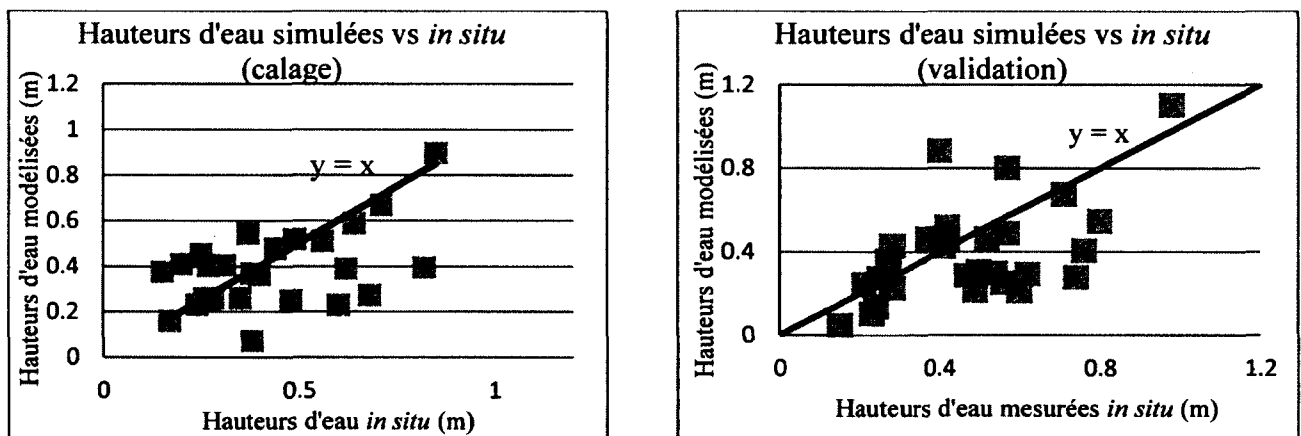 Hauteurs d'eau simulées vs in situ
(calage)
Hauteurs d'eau modélisées (m)
1.2
1
0.8
0.6
0.4
0.2
0
y = x
0
0.5
1
Hauteurs d'eau in situ (m)
Hauteurs d'eau simulées vs in situ
(validation)
Hauteurs d'eau modélisées (m)
1.2
0.8
0.4
0
y = x
0
0.4
0.8
1.2
Hauteurs d'eau mesurées in situ (m)